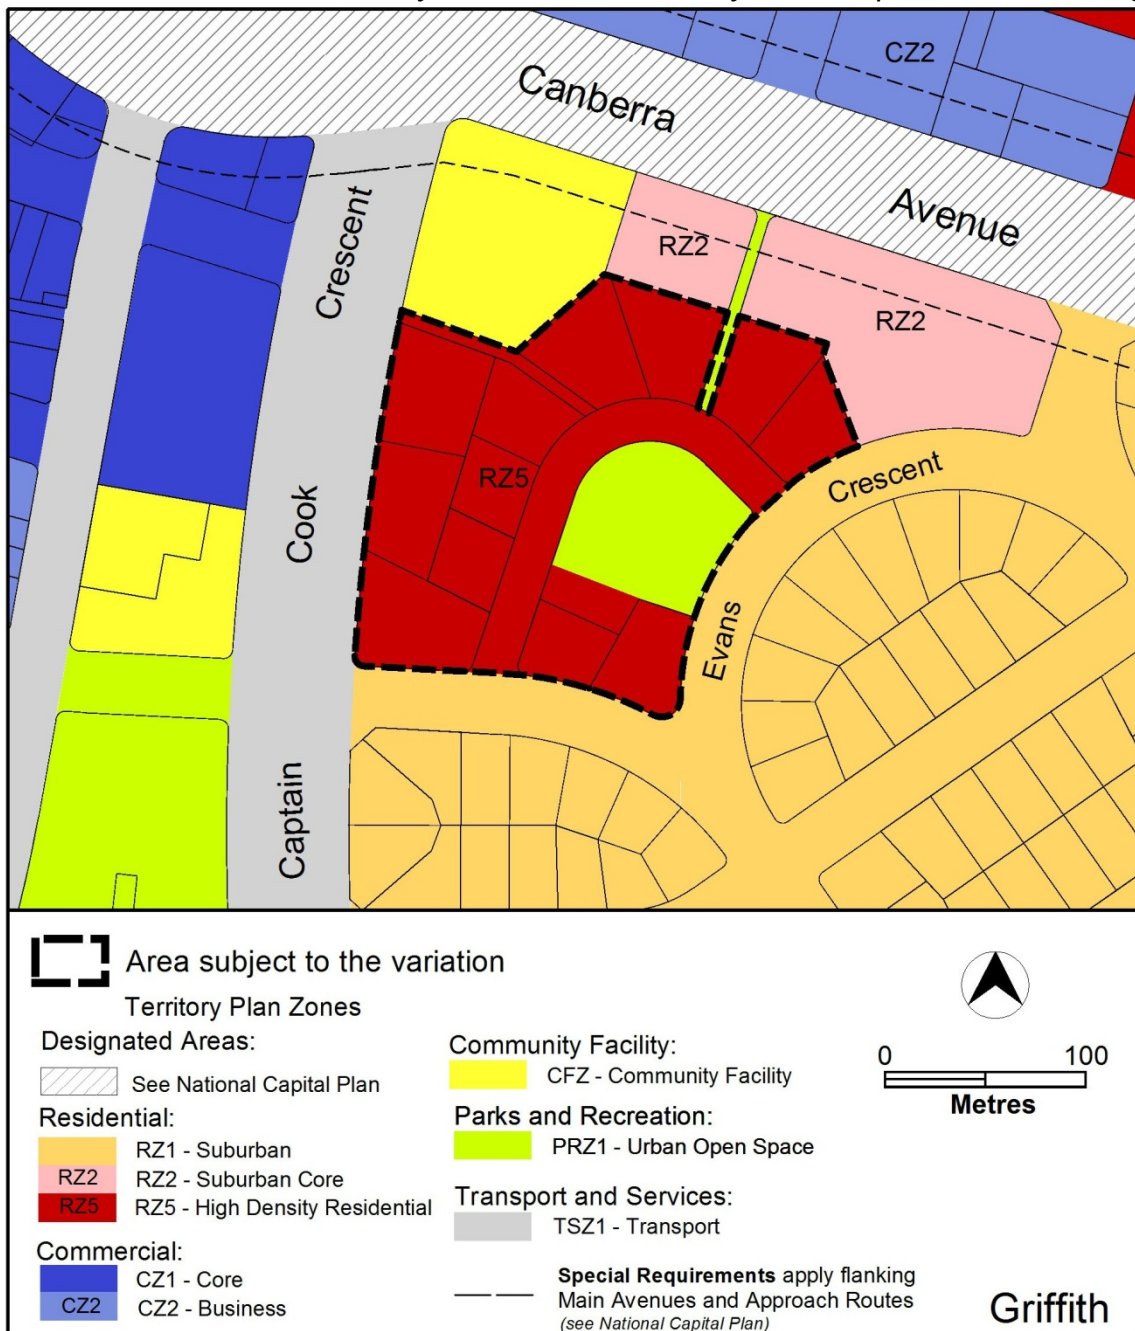 CZ2
Canberra
Avenue
RZ2
RZ2
Crescent
Crescent
RZ5
Cook
Evans
Captain
Area subject to the variation
Territory Plan Zones
Designated Areas:
See National Capital Plan
Residential:
RZ1 - Suburban
RZ2 RZ2 - Suburban Core
RZ5 RZ5 - High Density Residential
Commercial:
CZ1 - Core
CZ2 CZ2 - Business
Community Facility:
CFZ - Community Facility
Parks and Recreation:
PRZ1 - Urban Open Space
Transport and Services:
TSZ1 - Transport
Special Requirements apply flanking
Main Avenues and Approach Routes
(see National Capital Plan)
0 100
Metres
Griffith